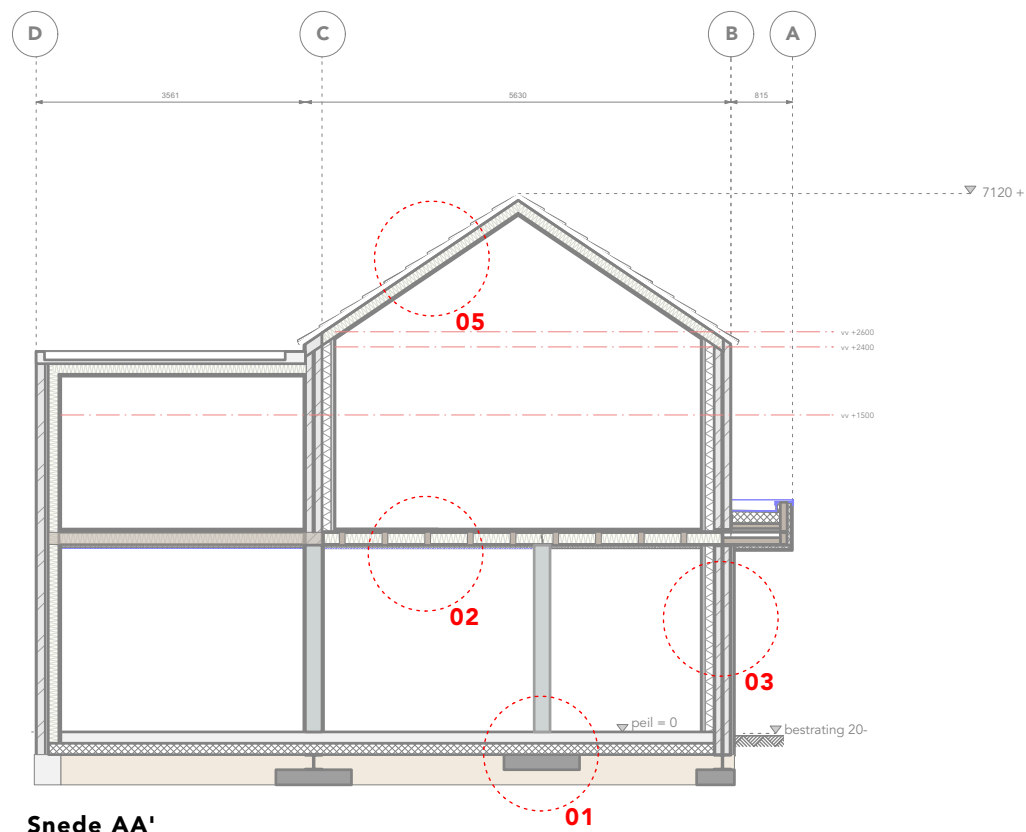 D C B A
3561 5630 815
7120 +
05
vv +2600
vv +2400
vv +1500
02
03
peil = 0
bestrating 20-
01
Snede AA'